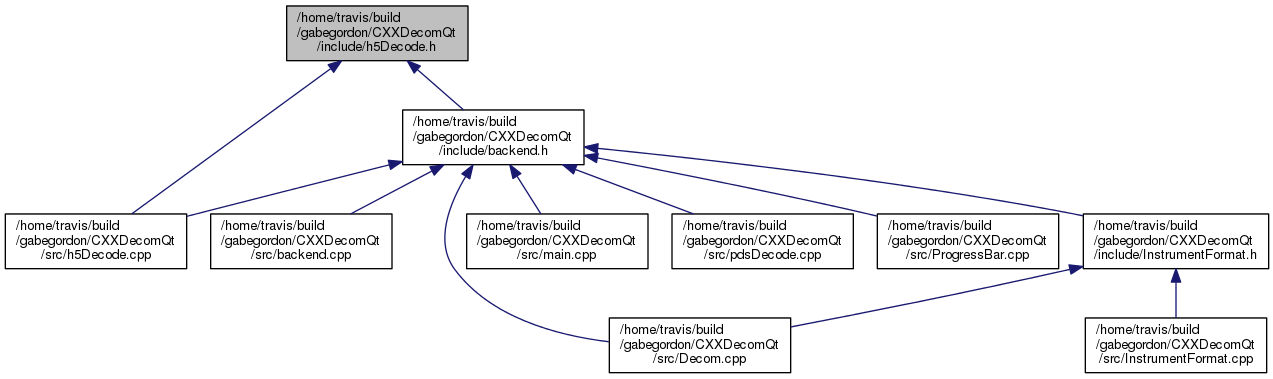 /home/travis/build
/gabegordon/CXXDecomQt
/include/h5Decode.h
/home/travis/build
/gabegordon/CXXDecomQt
/include/backend.h
/home/travis/build
/gabegordon/CXXDecomQt
/src/h5Decode.cpp
/home/travis/build
/gabegordon/CXXDecomQt
/src/backend.cpp
/home/travis/build
/gabegordon/CXXDecomQt
/src/main.cpp
/home/travis/build
/gabegordon/CXXDecomQt
/src/pdsDecode.cpp
/home/travis/build
/gabegordon/CXXDecomQt
/src/ProgressBar.cpp
/home/travis/build
/gabegordon/CXXDecomQt
/include/InstrumentFormat.h
/home/travis/build
/gabegordon/CXXDecomQt
/src/Decom.cpp
/home/travis/build
/gabegordon/CXXDecomQt
/src/InstrumentFormat.cpp